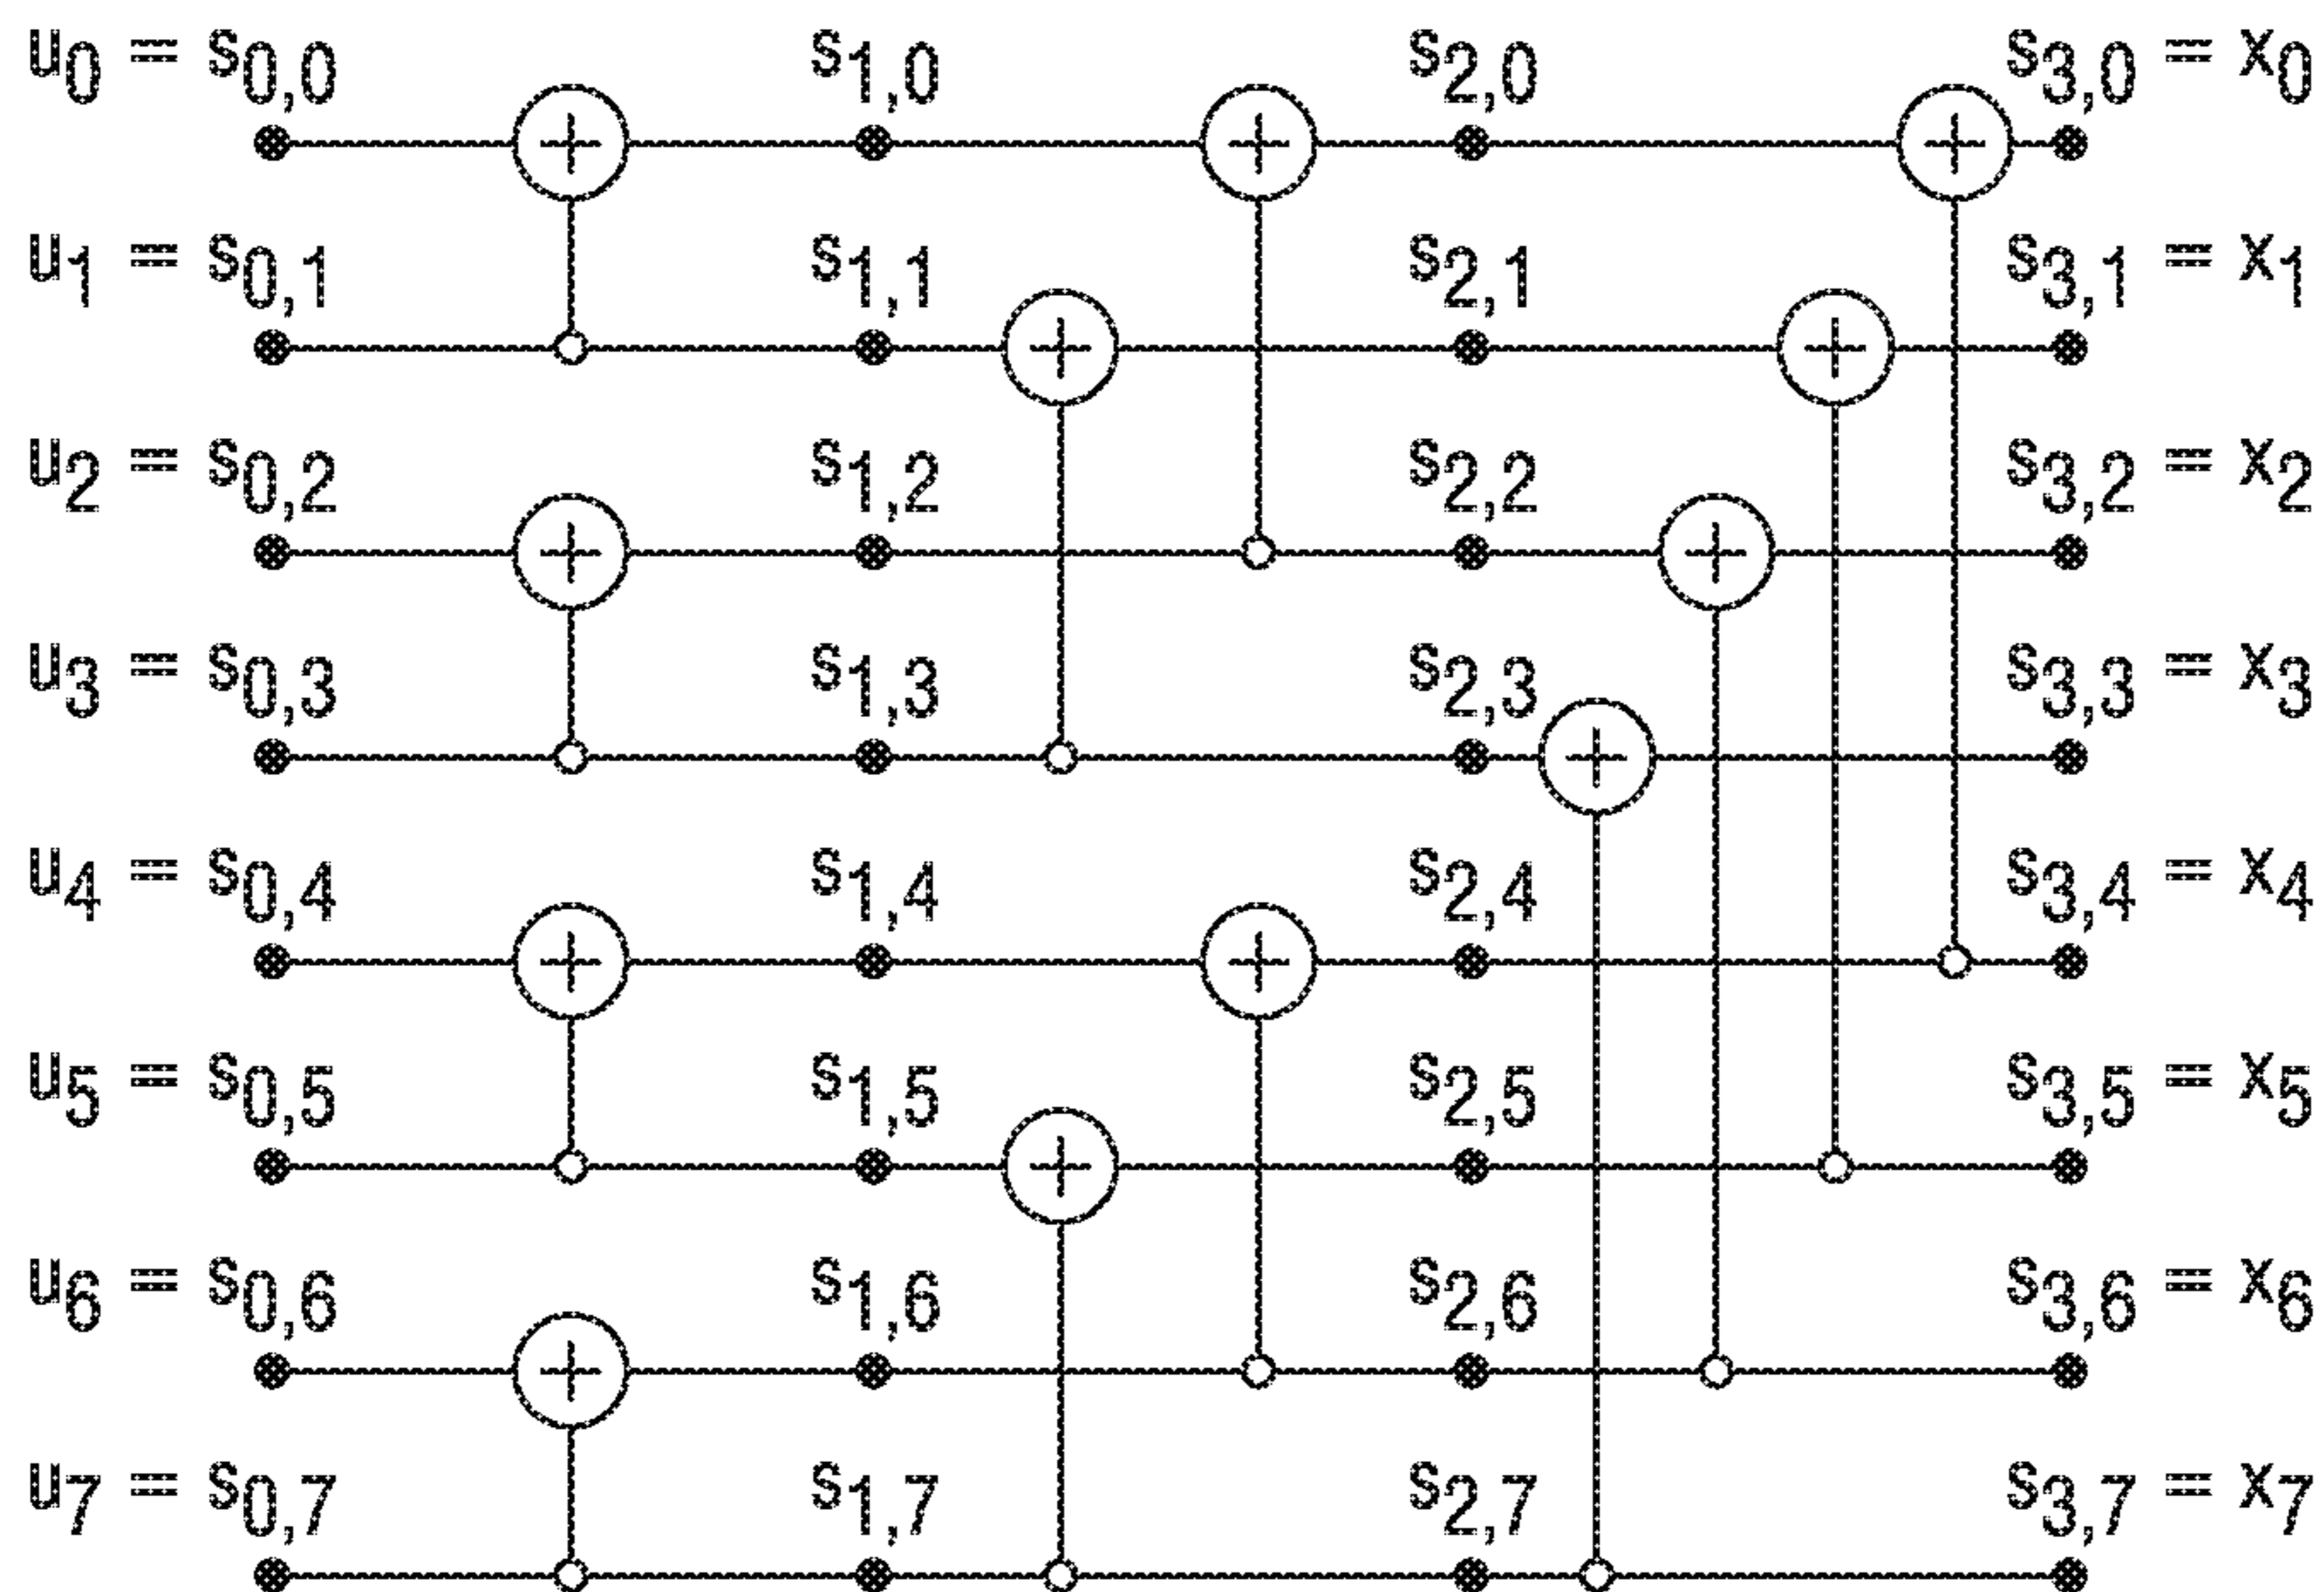 u0 = s0,0 s1,0 s2,0 s3,0 = x0
u1 = s0,1 s1,1 s2,1 s3,1 = x1
u2 = s0,2 s1,2 s2,2 s3,2 = x2
u3 = s0,3 s1,3 s2,3 s3,3 = x3
u4 = s0,4 s1,4 s2,4 s3,4 = x4
u5 = s0,5 s1,5 s2,5 s3,5 = x5
u6 = s0,6 s1,6 s2,6 s3,6 = x6
u7 = s0,7 s1,7 s2,7 s3,7 = x7